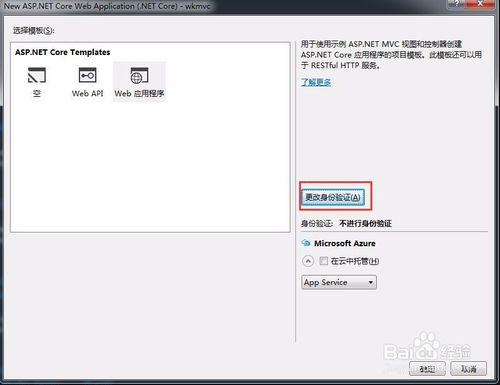 New ASP.NET Core Web Application (.NET Core) - wkmvc
选择模板(S):
ASP.NET Core Templates
空
Web API
Web 应用程序
用于使用示例 ASP.NET MVC 视图和控制器创建
ASP.NET Core 应用程序的项目模板。此模板还可以用
于 RESTful HTTP 服务。
了解更多
更改身份验证(A)
身份验证: 不进行身份验证
Microsoft Azure
在云中托管(H)
App Service
Baidu 经验
jingyan.baidu.com
确定
取消